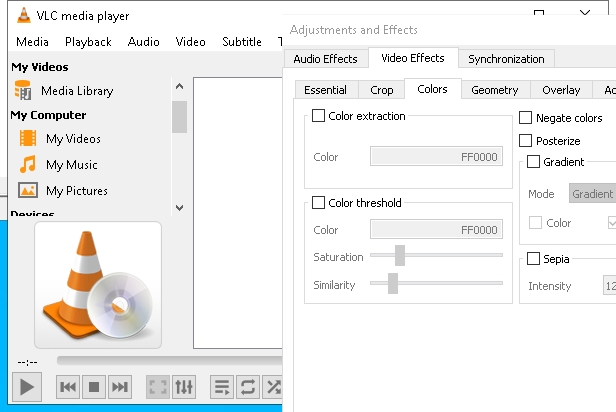 VLC media player
Media Playback Audio Video Subtitle
My Videos
Media Library
My Computer
My Videos
My Music
My Pictures
Devices
--:--
Adjustments and Effects
Audio Effects Video Effects Synchronization
Essential Crop Colors Geometry Overlay
Color extraction
Color FF0000
Color threshold
Color FF0000
Saturation
Similarity
Negate colors
Posterize
Gradient
Mode Gradient
Color
Sepia
Intensity 12